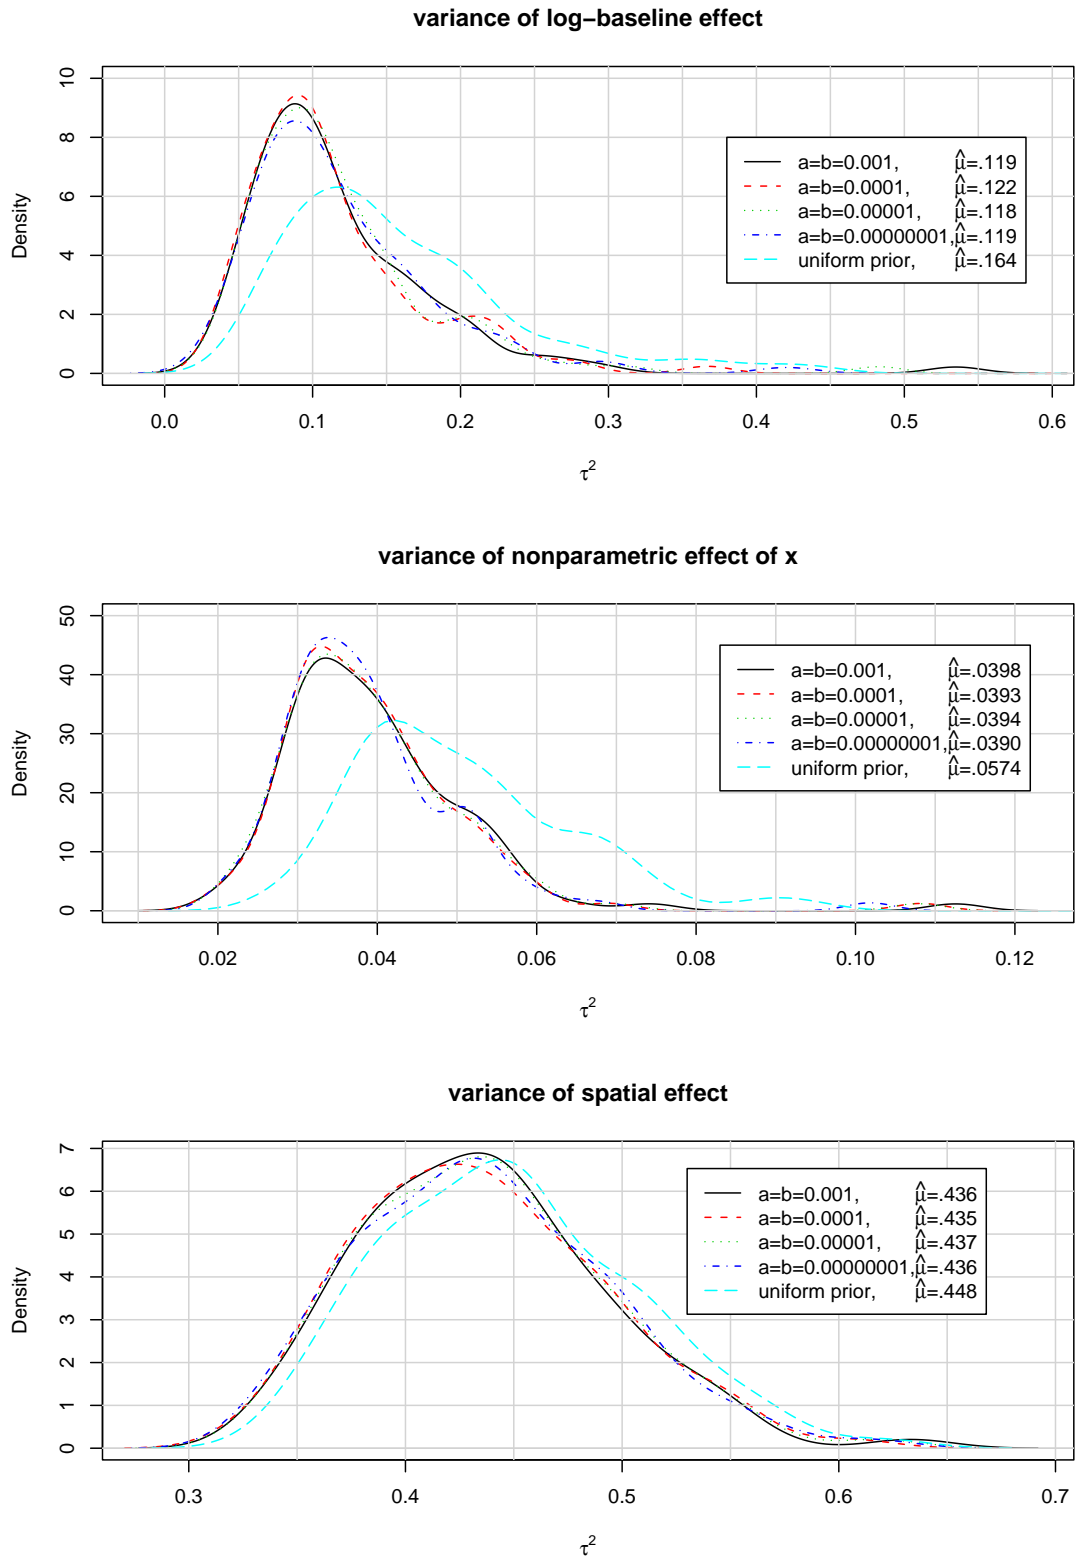 variance of log−baseline effect
10
8
6
4
2
0
Density
a=b=0.001, μ̂=.119
a=b=0.0001, μ̂=.122
a=b=0.00001, μ̂=.118
a=b=0.00000001, μ̂=.119
uniform prior, μ̂=.164
0.0 0.1 0.2 0.3 0.4 0.5 0.6
τ²
variance of nonparametric effect of x
50
40
30
20
10
0
Density
a=b=0.001, μ̂=.0398
a=b=0.0001, μ̂=.0393
a=b=0.00001, μ̂=.0394
a=b=0.00000001, μ̂=.0390
uniform prior, μ̂=.0574
0.02 0.04 0.06 0.08 0.10 0.12
τ²
variance of spatial effect
7
6
5
4
3
2
1
0
Density
a=b=0.001, μ̂=.436
a=b=0.0001, μ̂=.435
a=b=0.00001, μ̂=.437
a=b=0.00000001, μ̂=.436
uniform prior, μ̂=.448
0.3 0.4 0.5 0.6 0.7
τ²